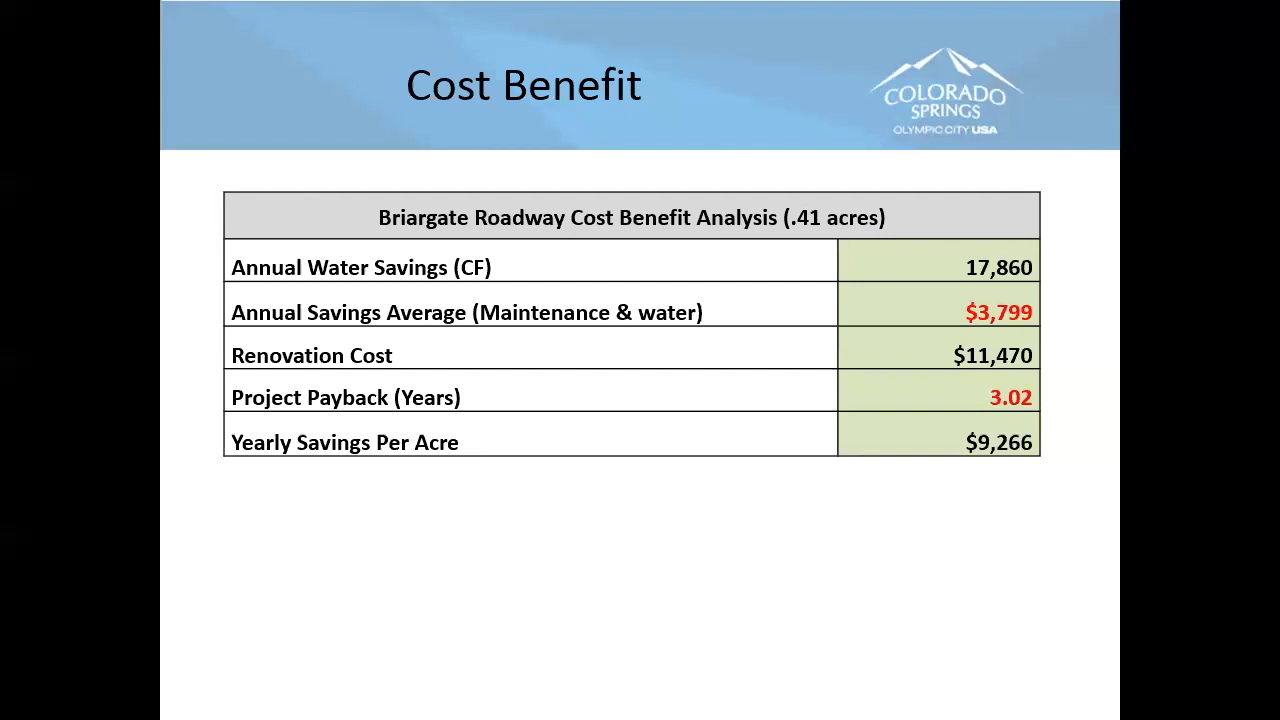 Cost Benefit
COLORADO
SPRINGS
OLYMPIC CITY USA
Briargate Roadway Cost Benefit Analysis (.41 acres)
Annual Water Savings (CF) 17,860
Annual Savings Average (Maintenance & water) $3,799
Renovation Cost $11,470
Project Payback (Years) 3.02
Yearly Savings Per Acre $9,266